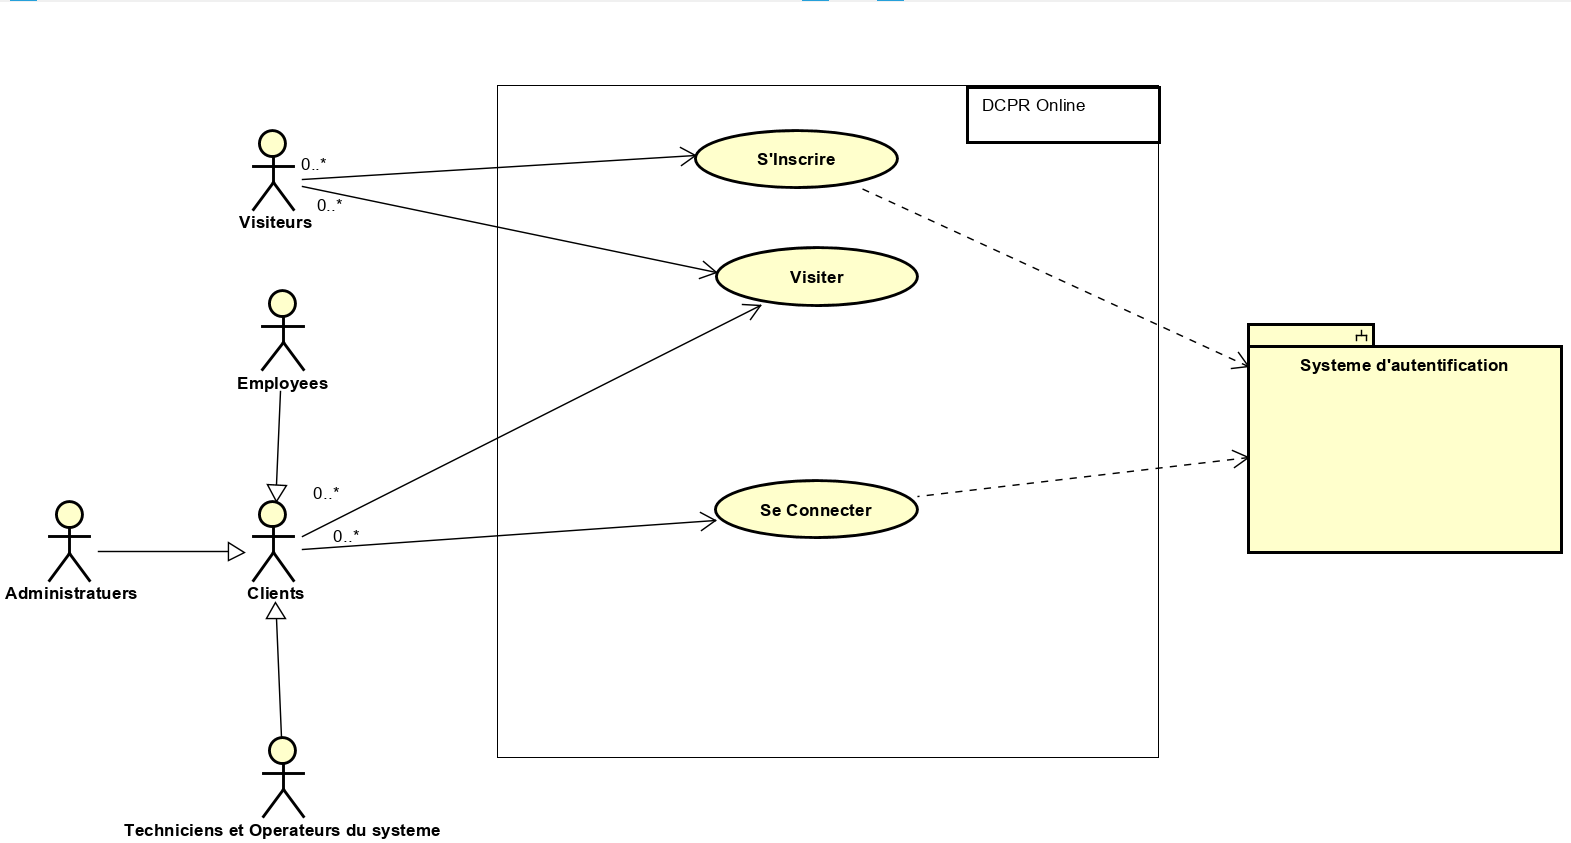 DCPR Online
S'Inscrire
0..*
0..*
Visiteurs
Visiter
Employees
Systeme d'autentification
0..*
Se Connecter
0..*
Administratuers
Clients
Techniciens et Operateurs du systeme